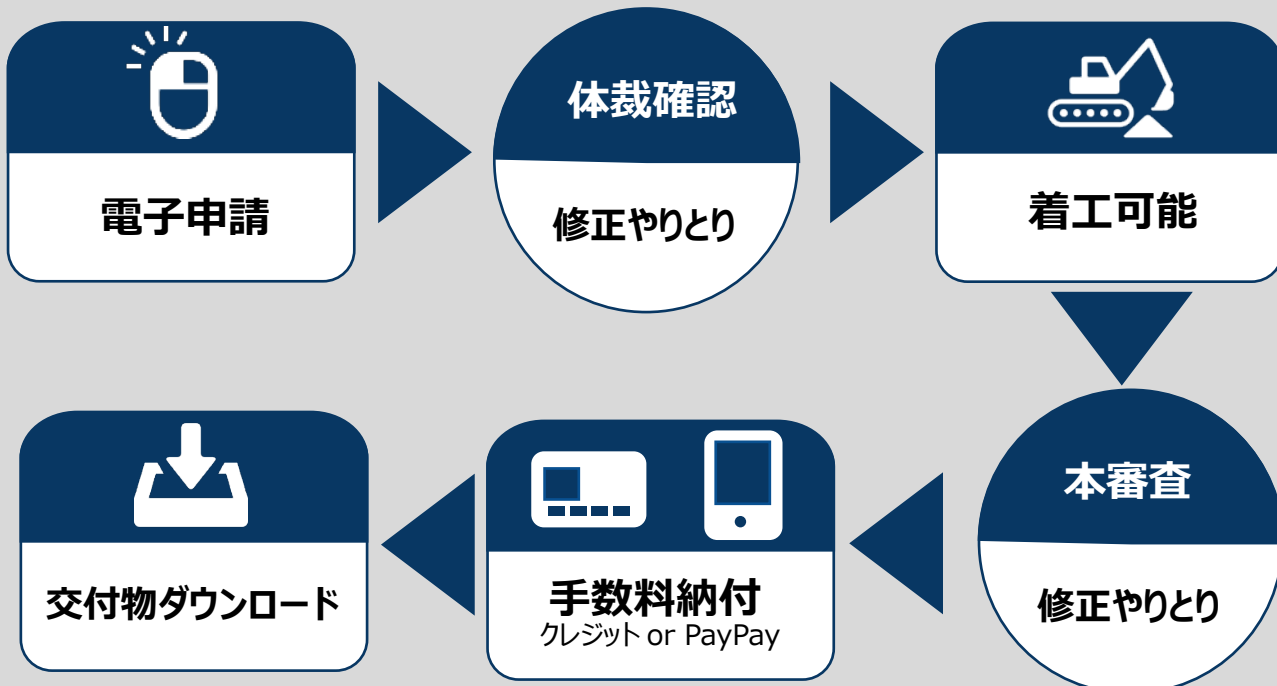 電子申請
体裁確認
修正やりとり
着工可能
本審査
修正やりとり
手数料納付
クレジット or PayPay
交付物ダウンロード